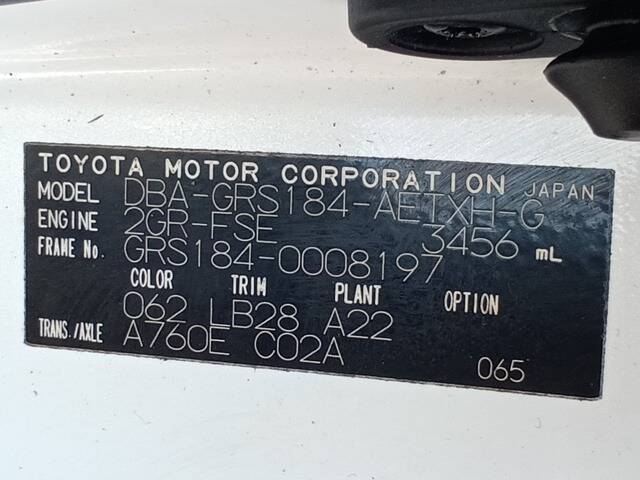 TOYOTA MOTOR CORPORATION JAPAN
MODEL DBA-GRS184-AETXH-G
ENGINE 2GR-FSE 3456 mL
FRAME No. GRS184-0008197
COLOR TRIM PLANT OPTION
062 LB28 A22
TRANS./AXLE A760E C02A
065